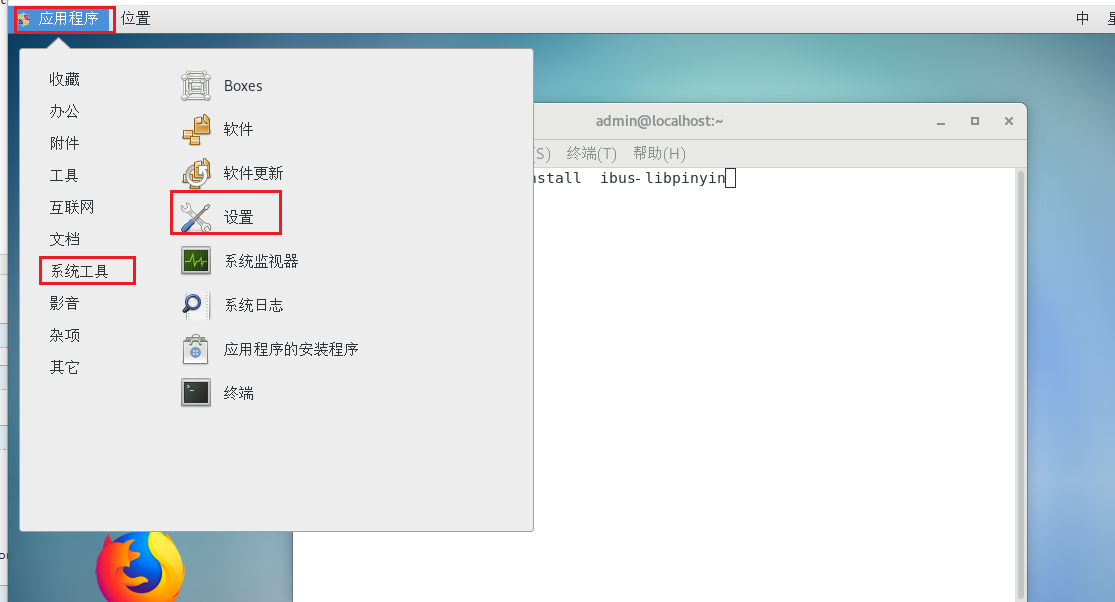 应用程序 位置 中
收藏
办公
附件
工具
互联网
文档
系统工具
影音
杂项
其它
Boxes
软件
软件更新
设置
系统监视器
系统日志
应用程序的安装程序
终端
admin@localhost:~
(S) 终端(T) 帮助(H)
nstall ibus-libpinyin